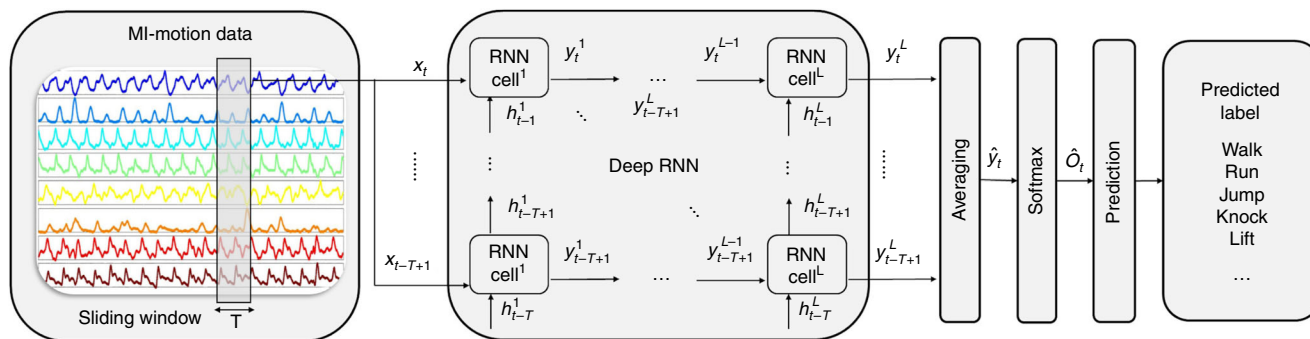 MI-motion data
Sliding window
T
x_t
x_{t-T+1}
RNN
cell^1
y_t^1
...
y_t^{L-1}
RNN
cell^L
y_t^L
y_{t-T+1}^L
h_{t-1}^1
h_{t-1}^L
Deep RNN
h_{t-T+1}^1
h_{t-T+1}^L
RNN
cell^1
y_{t-T+1}^1
...
y_{t-T+1}^{L-1}
RNN
cell^L
y_{t-T+1}^L
h_{t-T}^1
h_{t-T}^L
Averaging
ŷ_t
Softmax
Ô_t
Prediction
Predicted
label
Walk
Run
Jump
Knock
Lift
...